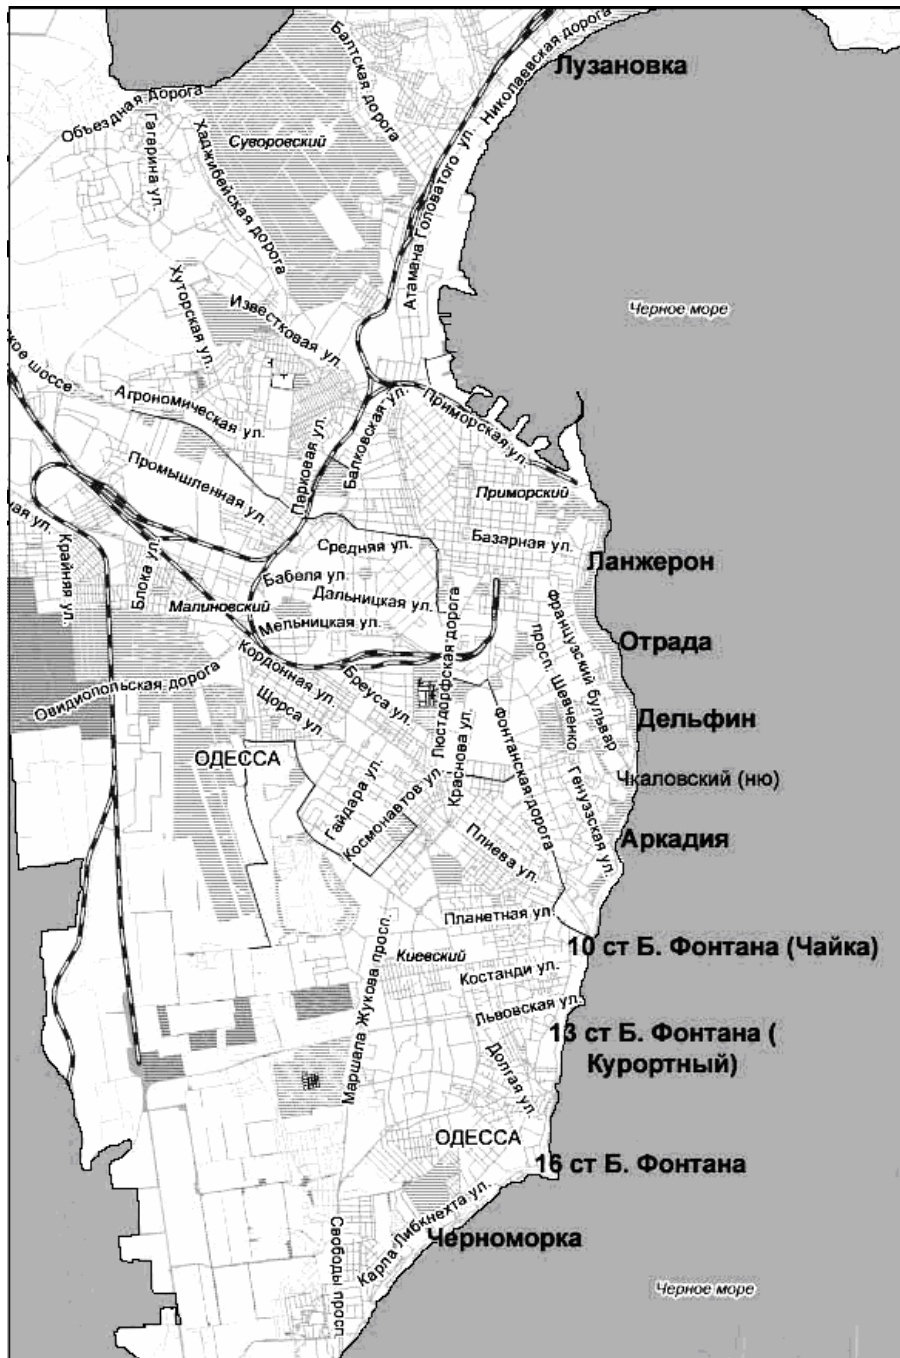 Балтская дорога
Николаевская дорога
Лузановка
Объездная дорога
Гагарина ул.
Хаджибейская дорога
Суворовский
Атамана Головатого ул.
Хуторская ул.
Известковая ул.
Черное море
ское шоссе
Агрономическая ул.
Балковская ул.
Приморская ул.
Парковая ул.
Промышленная ул.
Приморский
ная ул.
Крайняя ул.
Блока ул.
Средняя ул.
Базарная ул.
Ланжерон
Бабеля ул.
Дальницкая ул.
Малиновский
Мельницкая ул.
Люстдорфская дорога
Французский бульвар
просп. Шевченко
Отрада
Кордонная ул.
Бреуса ул.
Овидиопольская дорога
Щорса ул.
Дельфин
Краснова ул.
Фонтанская дорога
ОДЕССА
Чкаловский (ню)
Генуэзская ул.
Гайдара ул.
Космонавтов ул.
Аркадия
Плиева ул.
Планетная ул.
10 ст Б. Фонтана (Чайка)
Маршала Жукова просп.
Киевский
Костанди ул.
Львовская ул.
13 ст Б. Фонтана (
Курортный)
Долгая ул.
ОДЕССА
16 ст Б. Фонтана
Карла Либкнехта ул.
Свободы просп.
Черноморка
Черное море